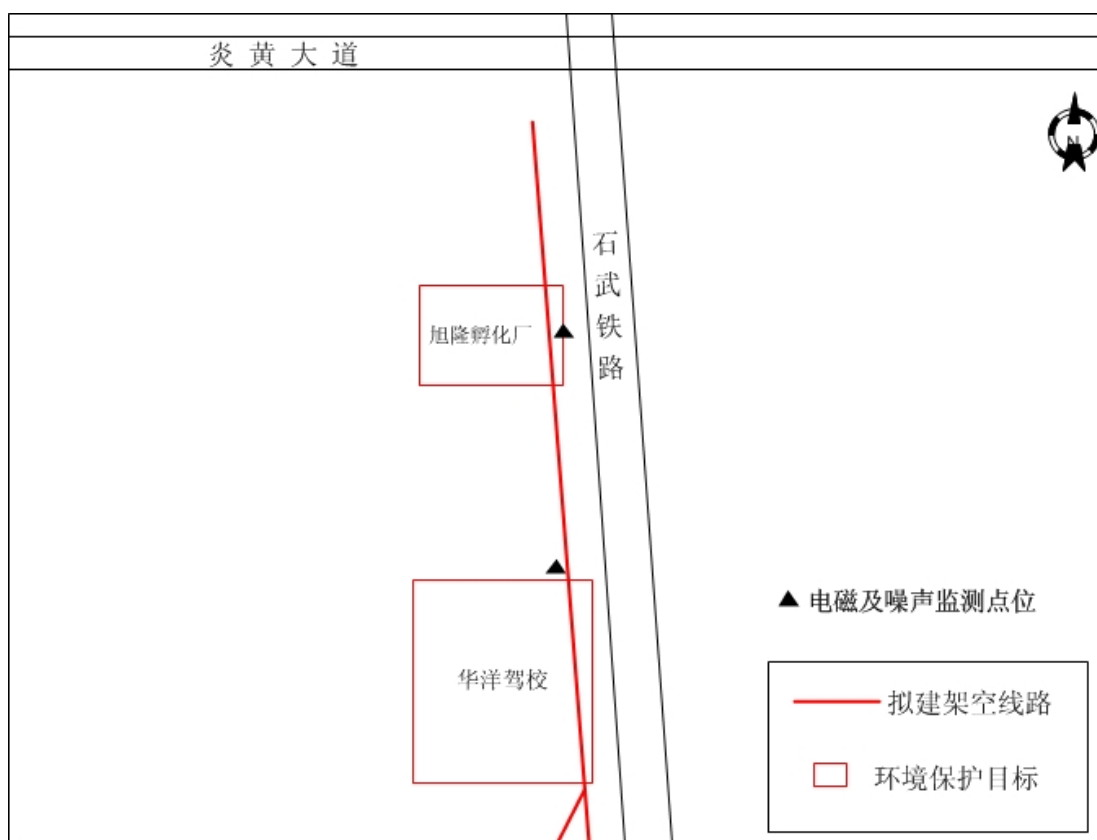 炎黄大道
N
石武铁路
旭隆孵化厂
电磁及噪声监测点位
华洋驾校
拟建架空线路
环境保护目标